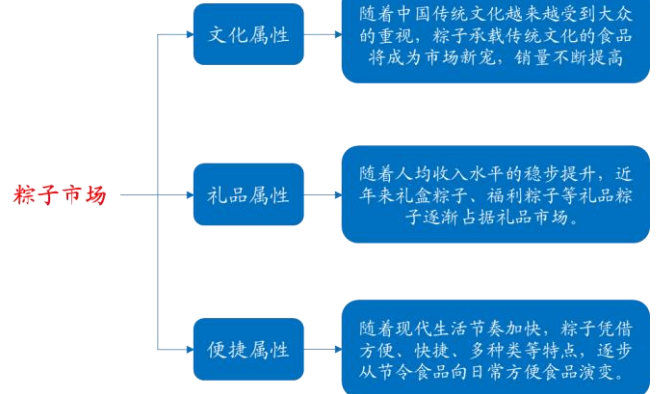 文化属性
随着中国传统文化越来越受到大众
的重视，粽子承载传统文化的食品
将成为市场新宠，销量不断提高
粽子市场
礼品属性
随着人均收入水平的稳步提升，近
年来礼盒粽子、福利粽子等礼品粽
子逐渐占据礼品市场。
便捷属性
随着现代生活节奏加快，粽子凭借
方便、快捷、多种类等特点，逐步
从节令食品向日常方便食品演变。